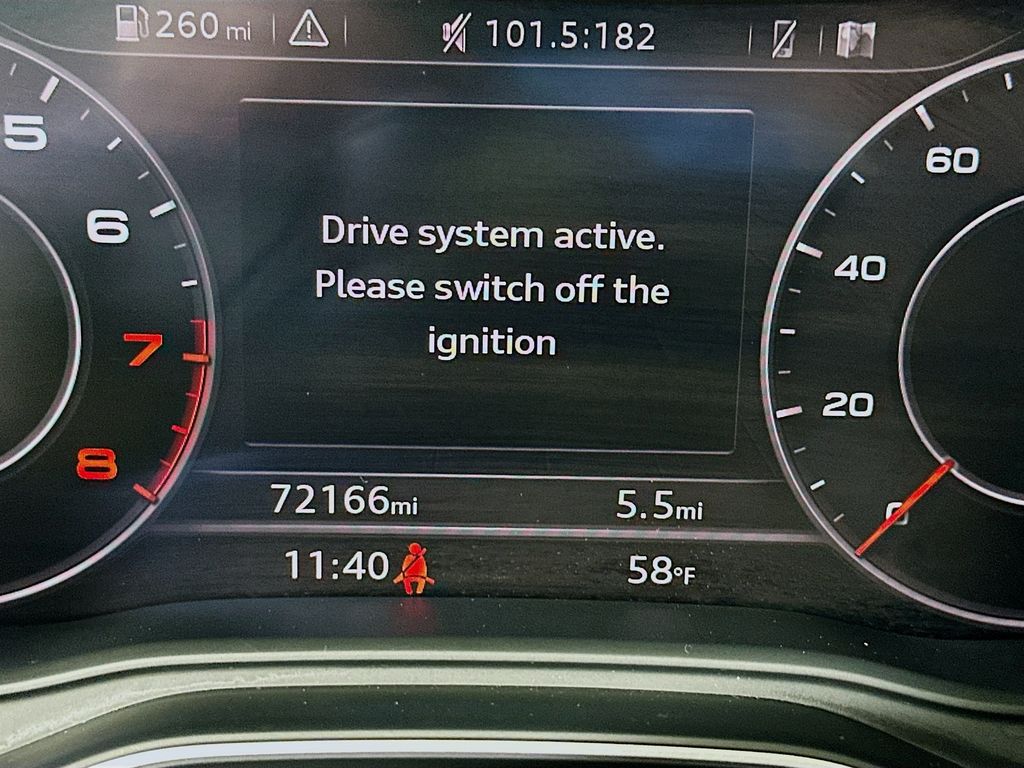 260 mi
101.5:182
5
6
7
8
Drive system active.
Please switch off the
ignition
60
40
20
0
72166mi
5.5mi
11:40
58°F